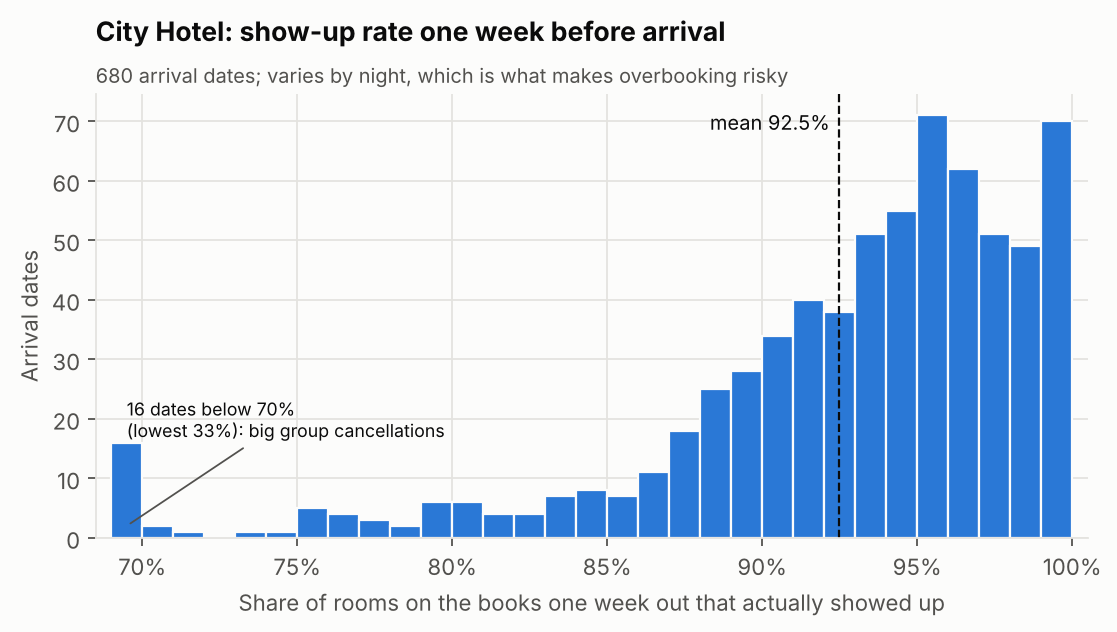 City Hotel: show-up rate one week before arrival
680 arrival dates; varies by night, which is what makes overbooking risky
mean 92.5%
Arrival dates
70
60
50
40
30
20
10
0
16 dates below 70%
(lowest 33%): big group cancellations
70% 75% 80% 85% 90% 95% 100%
Share of rooms on the books one week out that actually showed up